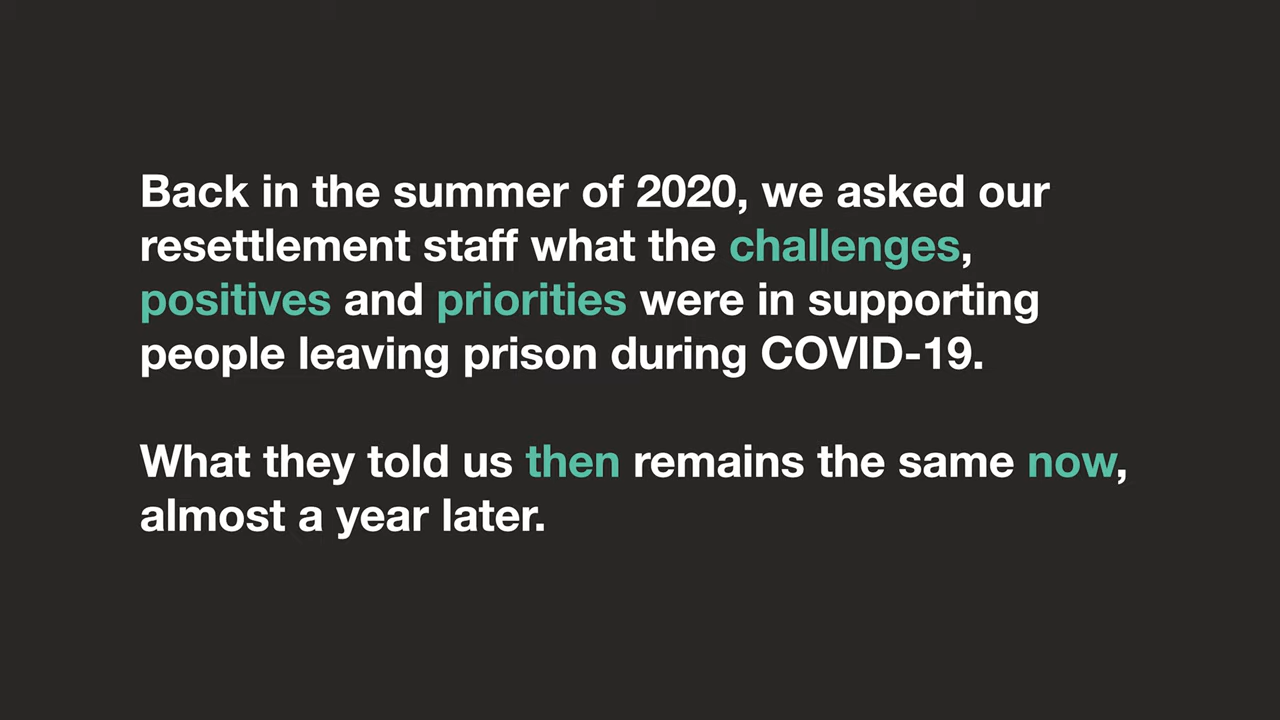 Back in the summer of 2020, we asked our
resettlement staff what the challenges,
positives and priorities were in supporting
people leaving prison during COVID-19.
What they told us then remains the same now,
almost a year later.